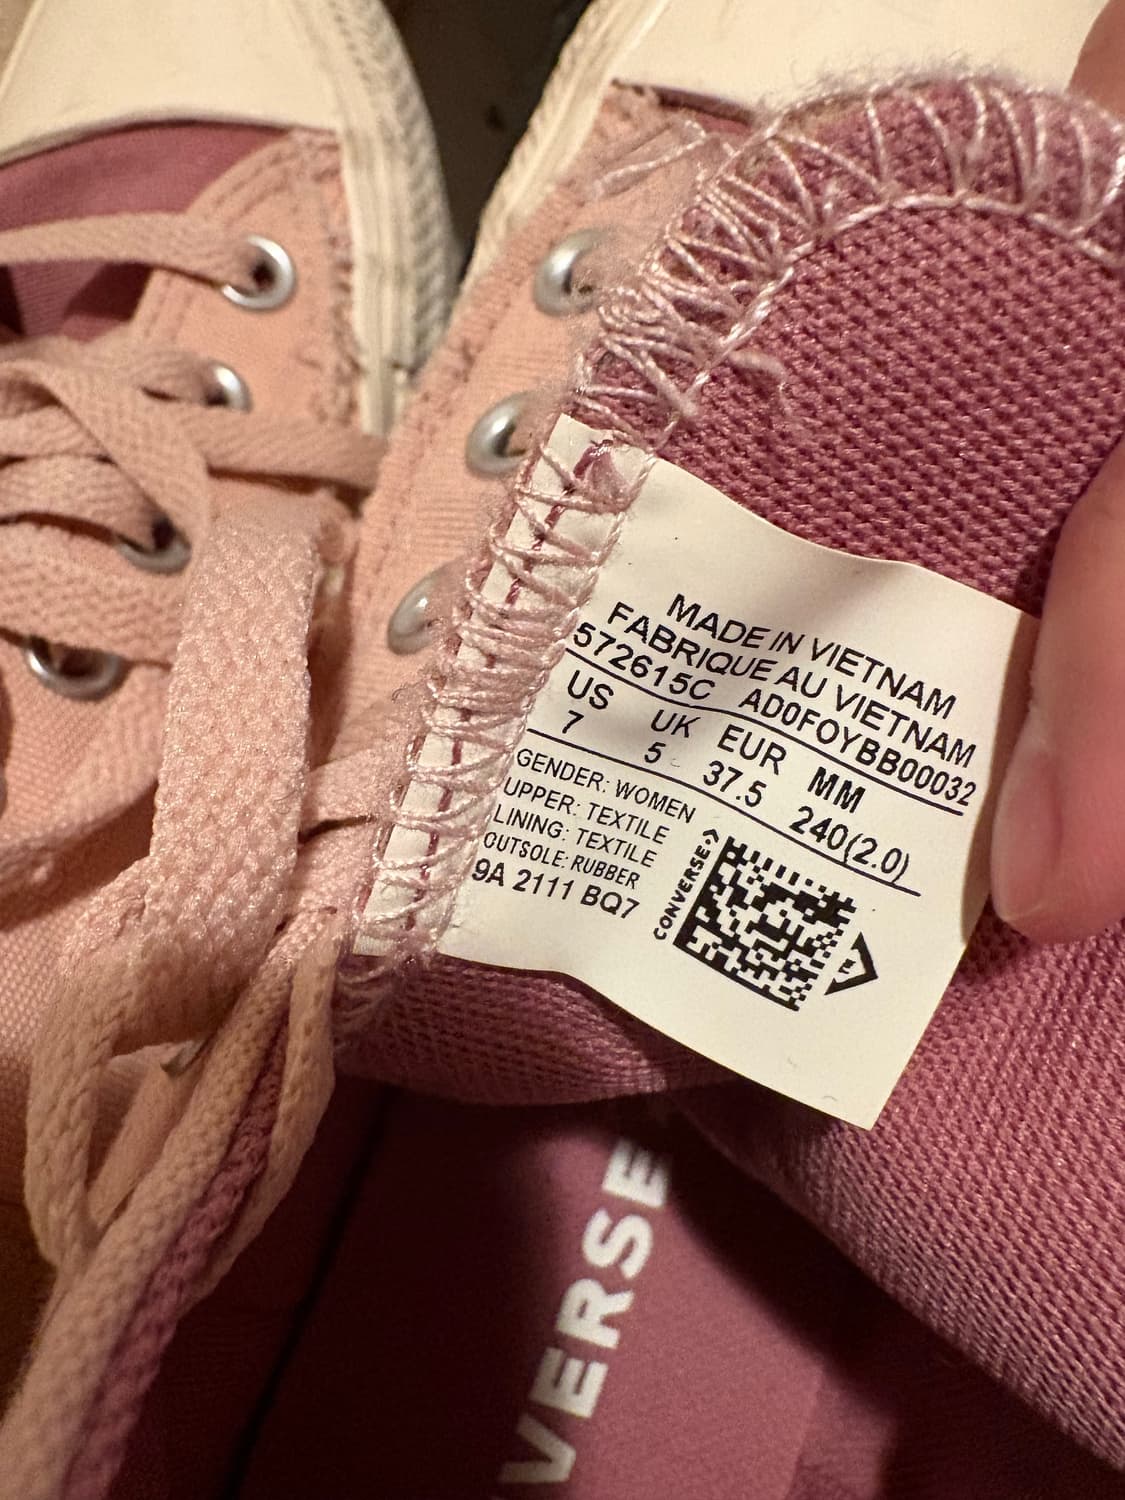 MADE IN VIETNAM
FABRIQUE AU VIETNAM
572615C AD0FOYBB00032
US UK EUR MM
7 5 37.5 240(2.0)
GENDER: WOMEN
UPPER: TEXTILE
LINING: TEXTILE
OUTSOLE: RUBBER
9A 2111 BQ7
CONVERSE
VERSE